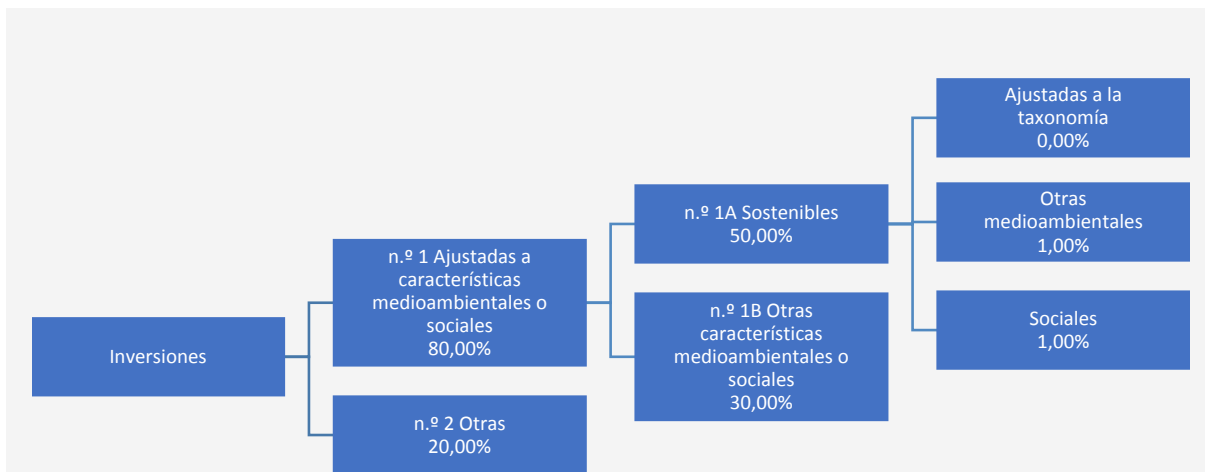 Inversiones
n.º 1 Ajustadas a
características
medioambientales o
sociales
80,00%
n.º 2 Otras
20,00%
n.º 1A Sostenibles
50,00%
n.º 1B Otras
características
medioambientales o
sociales
30,00%
Ajustadas a la
taxonomía
0,00%
Otras
medioambientales
1,00%
Sociales
1,00%